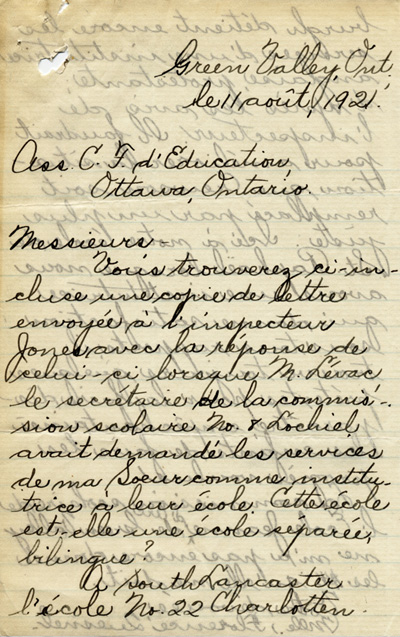 Green Valley, Ont.
le 11 août, 1921.
Ass. C. F. d'Education,
Ottawa, Ontario.
Messieurs-
Vous trouverez ci-in-
cluse une copie de lettre
envoyée à l'inspecteur
Jones avec la réponse de
celui ci lorsque M. Lévac
le secrétaire de la commis-
sion scolaire No. 8 Lochiel
avait demandé les services
de ma Soeur comme institu-
trice à leur école. Cette école
est-elle une école séparée,
bilingue?
A South Lancaster
l'école No. 22 Charlotten-